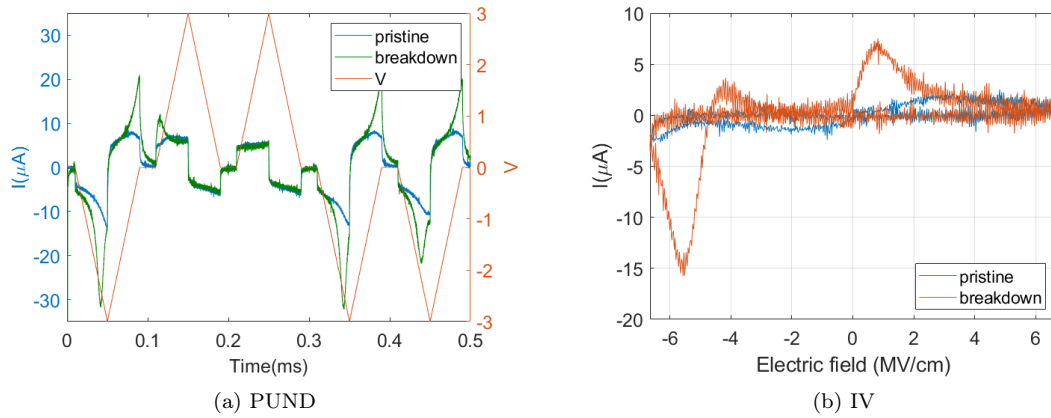 pristine
breakdown
V
30
20
10
0
-10
-20
-30
I(μA)
3
2
1
0
-1
-2
-3
V
0 0.1 0.2 0.3 0.4 0.5
Time(ms)
(a) PUND
10
5
0
-5
-10
-15
-20
I(μA)
pristine
breakdown
-6 -4 -2 0 2 4 6
Electric field (MV/cm)
(b) IV